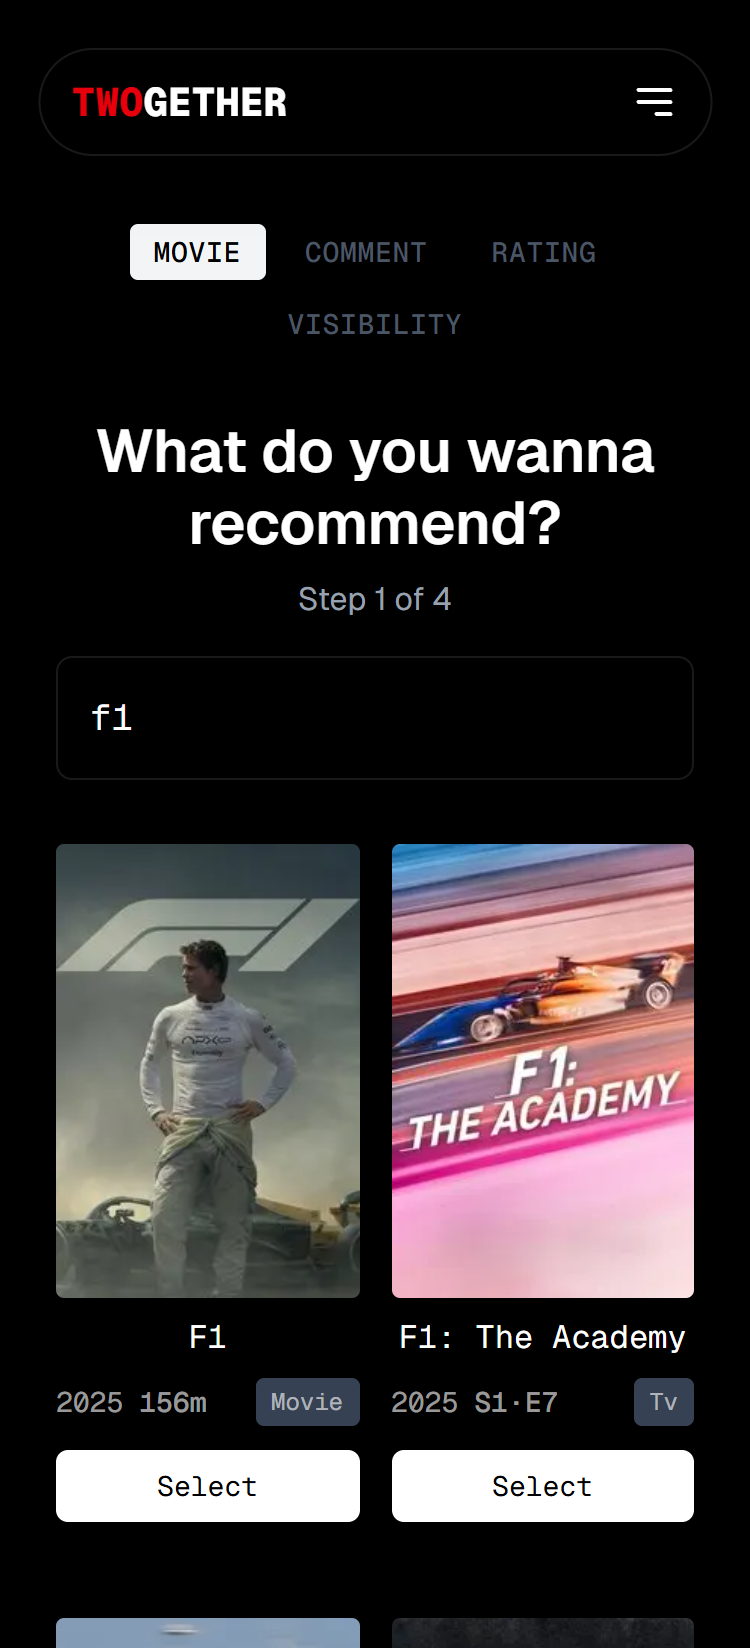 TWOGETHER
MOVIE COMMENT RATING
VISIBILITY
What do you wanna
recommend?
Step 1 of 4
f1
F1
F1:
THE ACADEMY
F1 F1: The Academy
2025 156m Movie 2025 S1·E7 Tv
Select Select